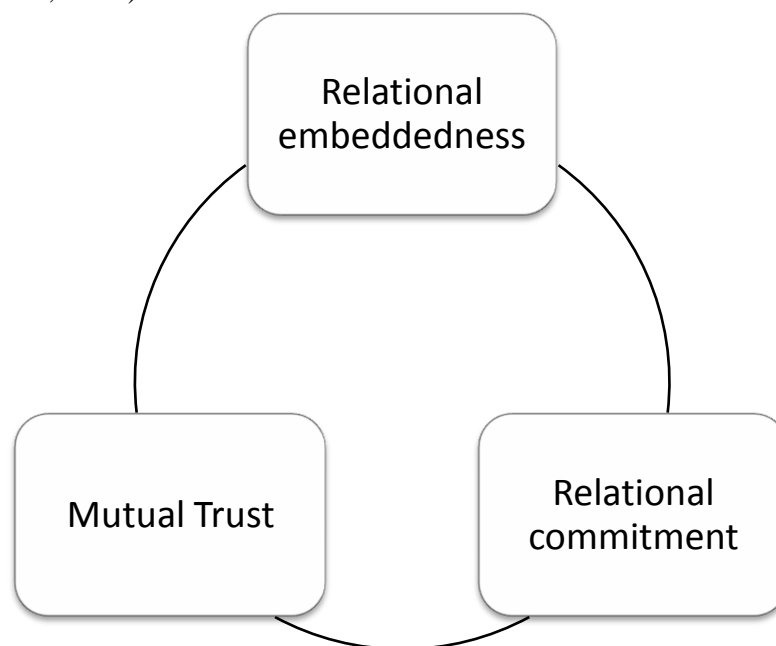 Relational
embeddedness
Mutual Trust
Relational
commitment